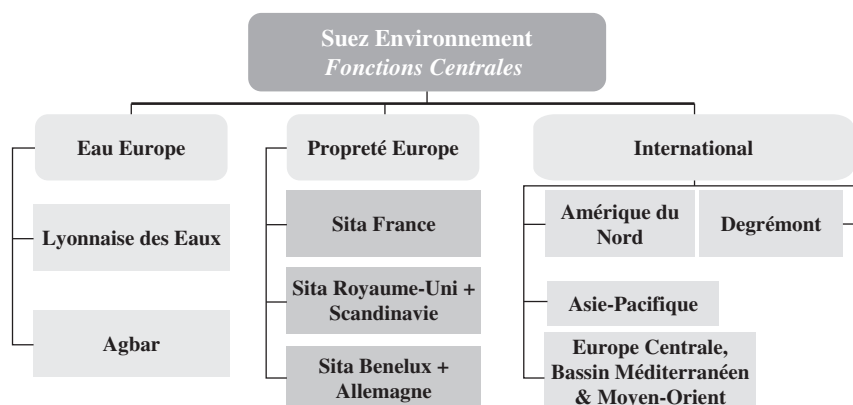 Suez Environnement
Fonctions Centrales
Eau Europe
Propreté Europe
International
Lyonnaise des Eaux
Agbar
Sita France
Sita Royaume-Uni +
Scandinavie
Sita Benelux +
Allemagne
Amérique du
Nord
Degrémont
Asie-Pacifique
Europe Centrale,
Bassin Méditerranéen
& Moyen-Orient